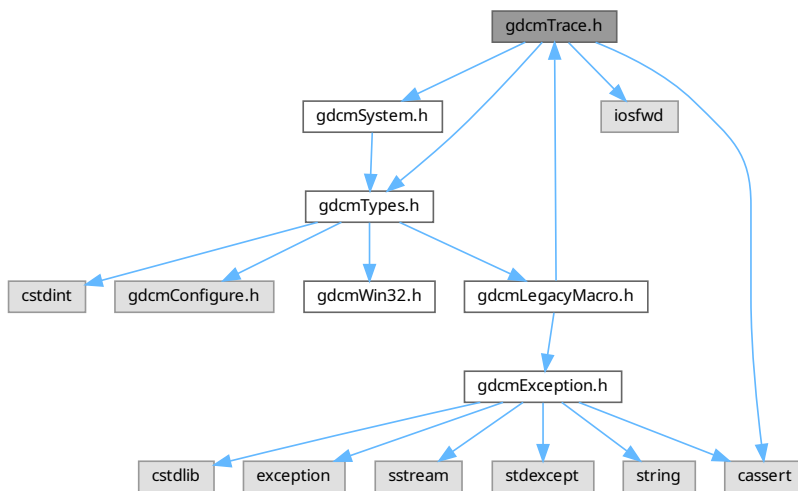 gdcmTrace.h
gdcmSystem.h
iosfwd
gdcmTypes.h
cstdint
gdcmConfigure.h
gdcmWin32.h
gdcmLegacyMacro.h
gdcmException.h
cstdlib
exception
sstream
stdexcept
string
cassert